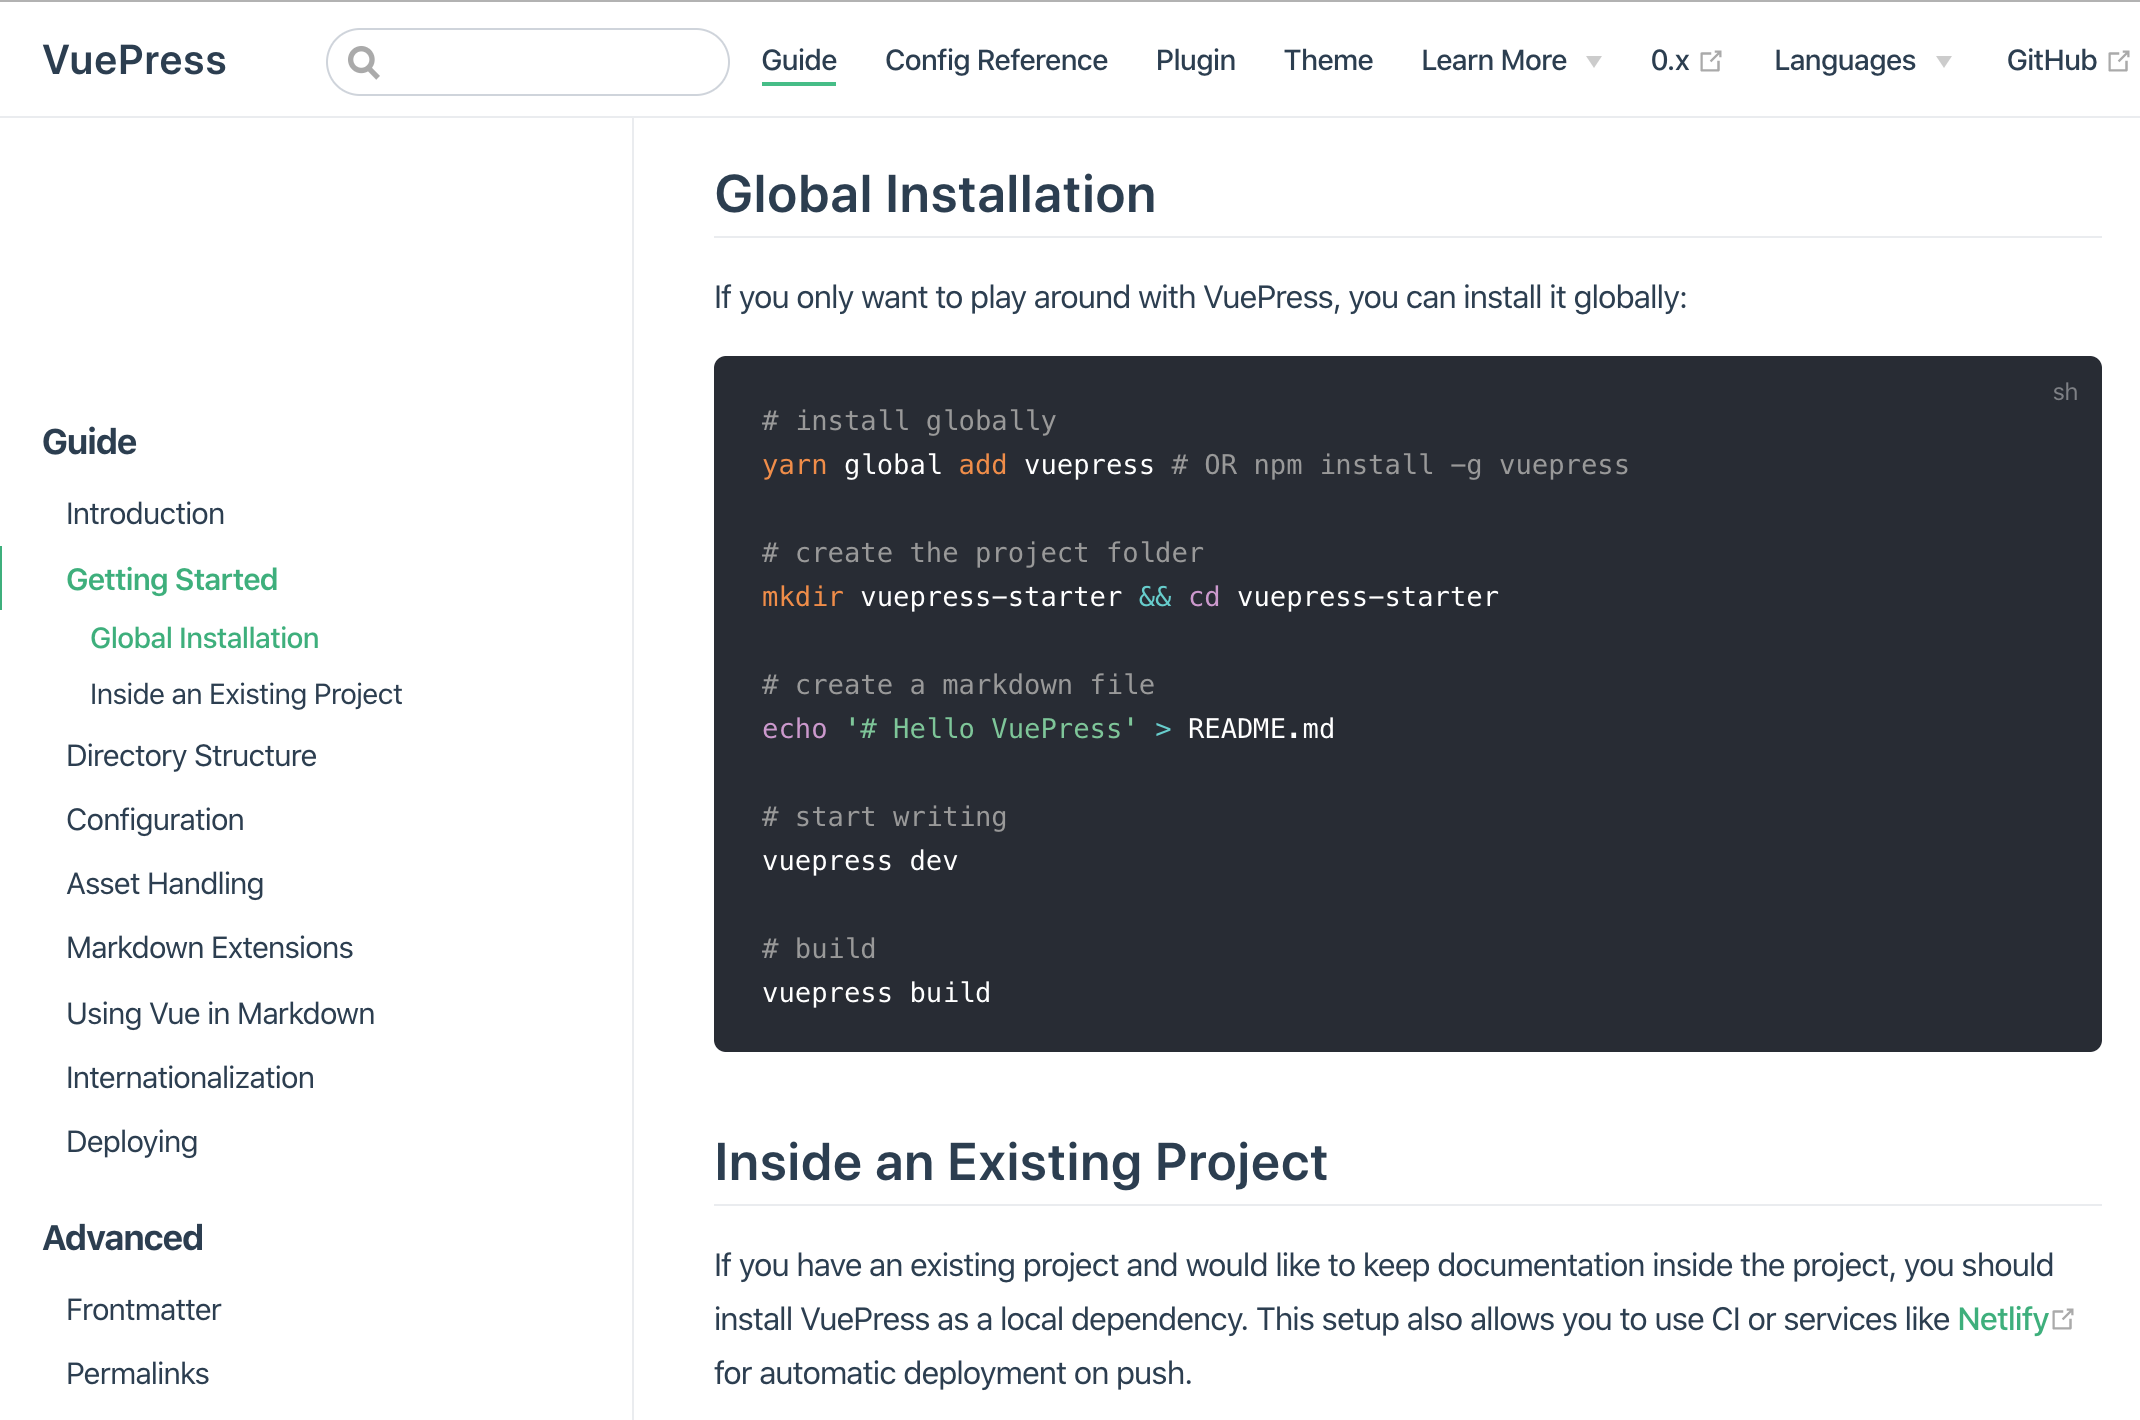 VuePress
Guide Config Reference Plugin Theme Learn More 0.x Languages GitHub
Guide
Introduction
Getting Started
Global Installation
Inside an Existing Project
Directory Structure
Configuration
Asset Handling
Markdown Extensions
Using Vue in Markdown
Internationalization
Deploying
Advanced
Frontmatter
Permalinks
Global Installation
If you only want to play around with VuePress, you can install it globally:
sh
# install globally
yarn global add vuepress # OR npm install -g vuepress
# create the project folder
mkdir vuepress-starter && cd vuepress-starter
# create a markdown file
echo '# Hello VuePress' > README.md
# start writing
vuepress dev
# build
vuepress build
Inside an Existing Project
If you have an existing project and would like to keep documentation inside the project, you should
install VuePress as a local dependency. This setup also allows you to use CI or services like Netlify
for automatic deployment on push.